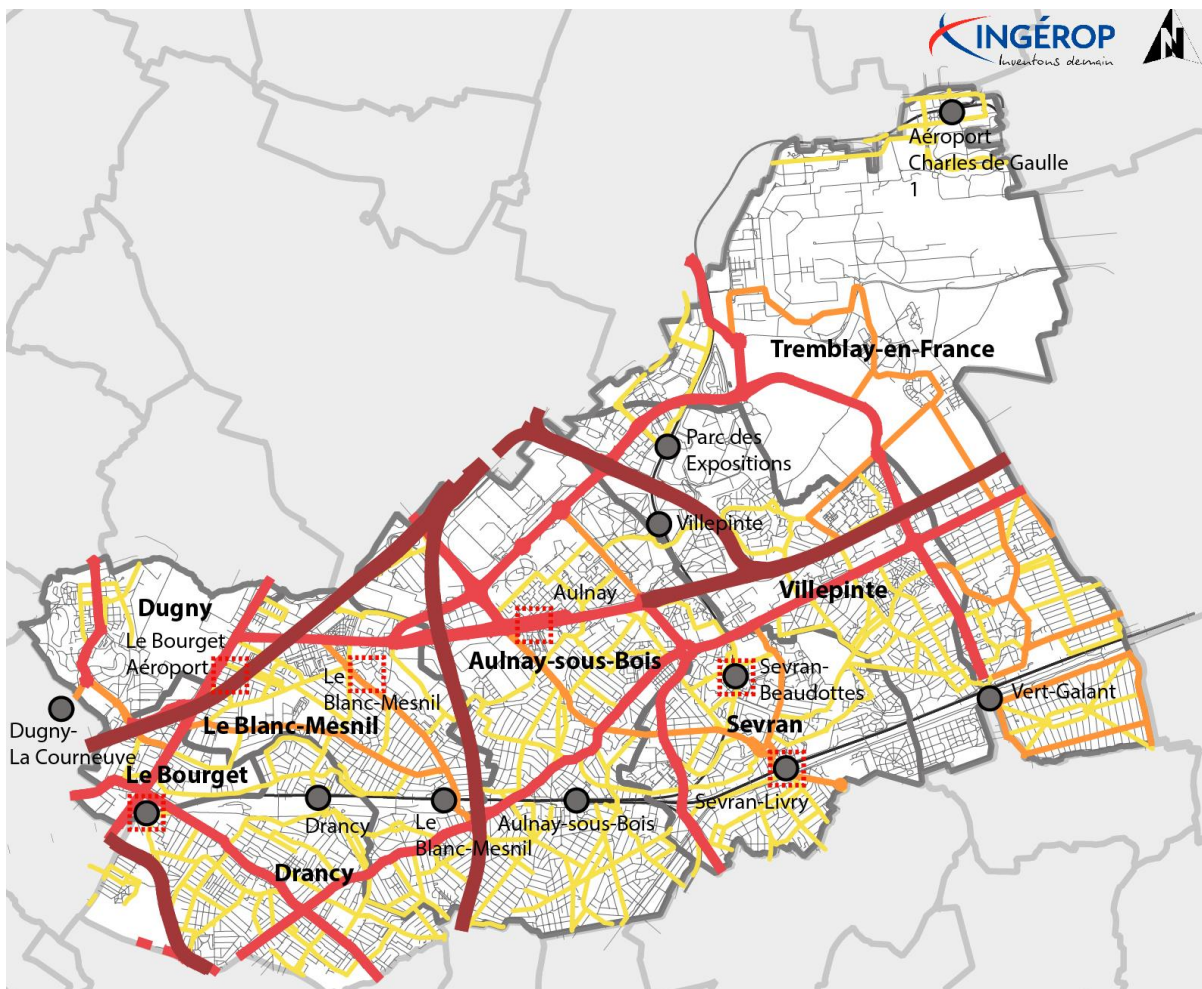 INGÉROP
Inventons demain
N
Aéroport
Charles de Gaulle
1
Tremblay-en-France
Parc des
Expositions
Villepinte
Aulnay
Villepinte
Dugny
Le Bourget
Aéroport
Le
Blanc-Mesnil
Aulnay-sous-Bois
Sevran-
Beaudottes
Vert-Galant
Dugny-
La Courneuve
Le Blanc-Mesnil
Sevran
Le Bourget
Drancy
Le
Blanc-Mesnil
Aulnay-sous-Bois
Sevran-Livry
Drancy